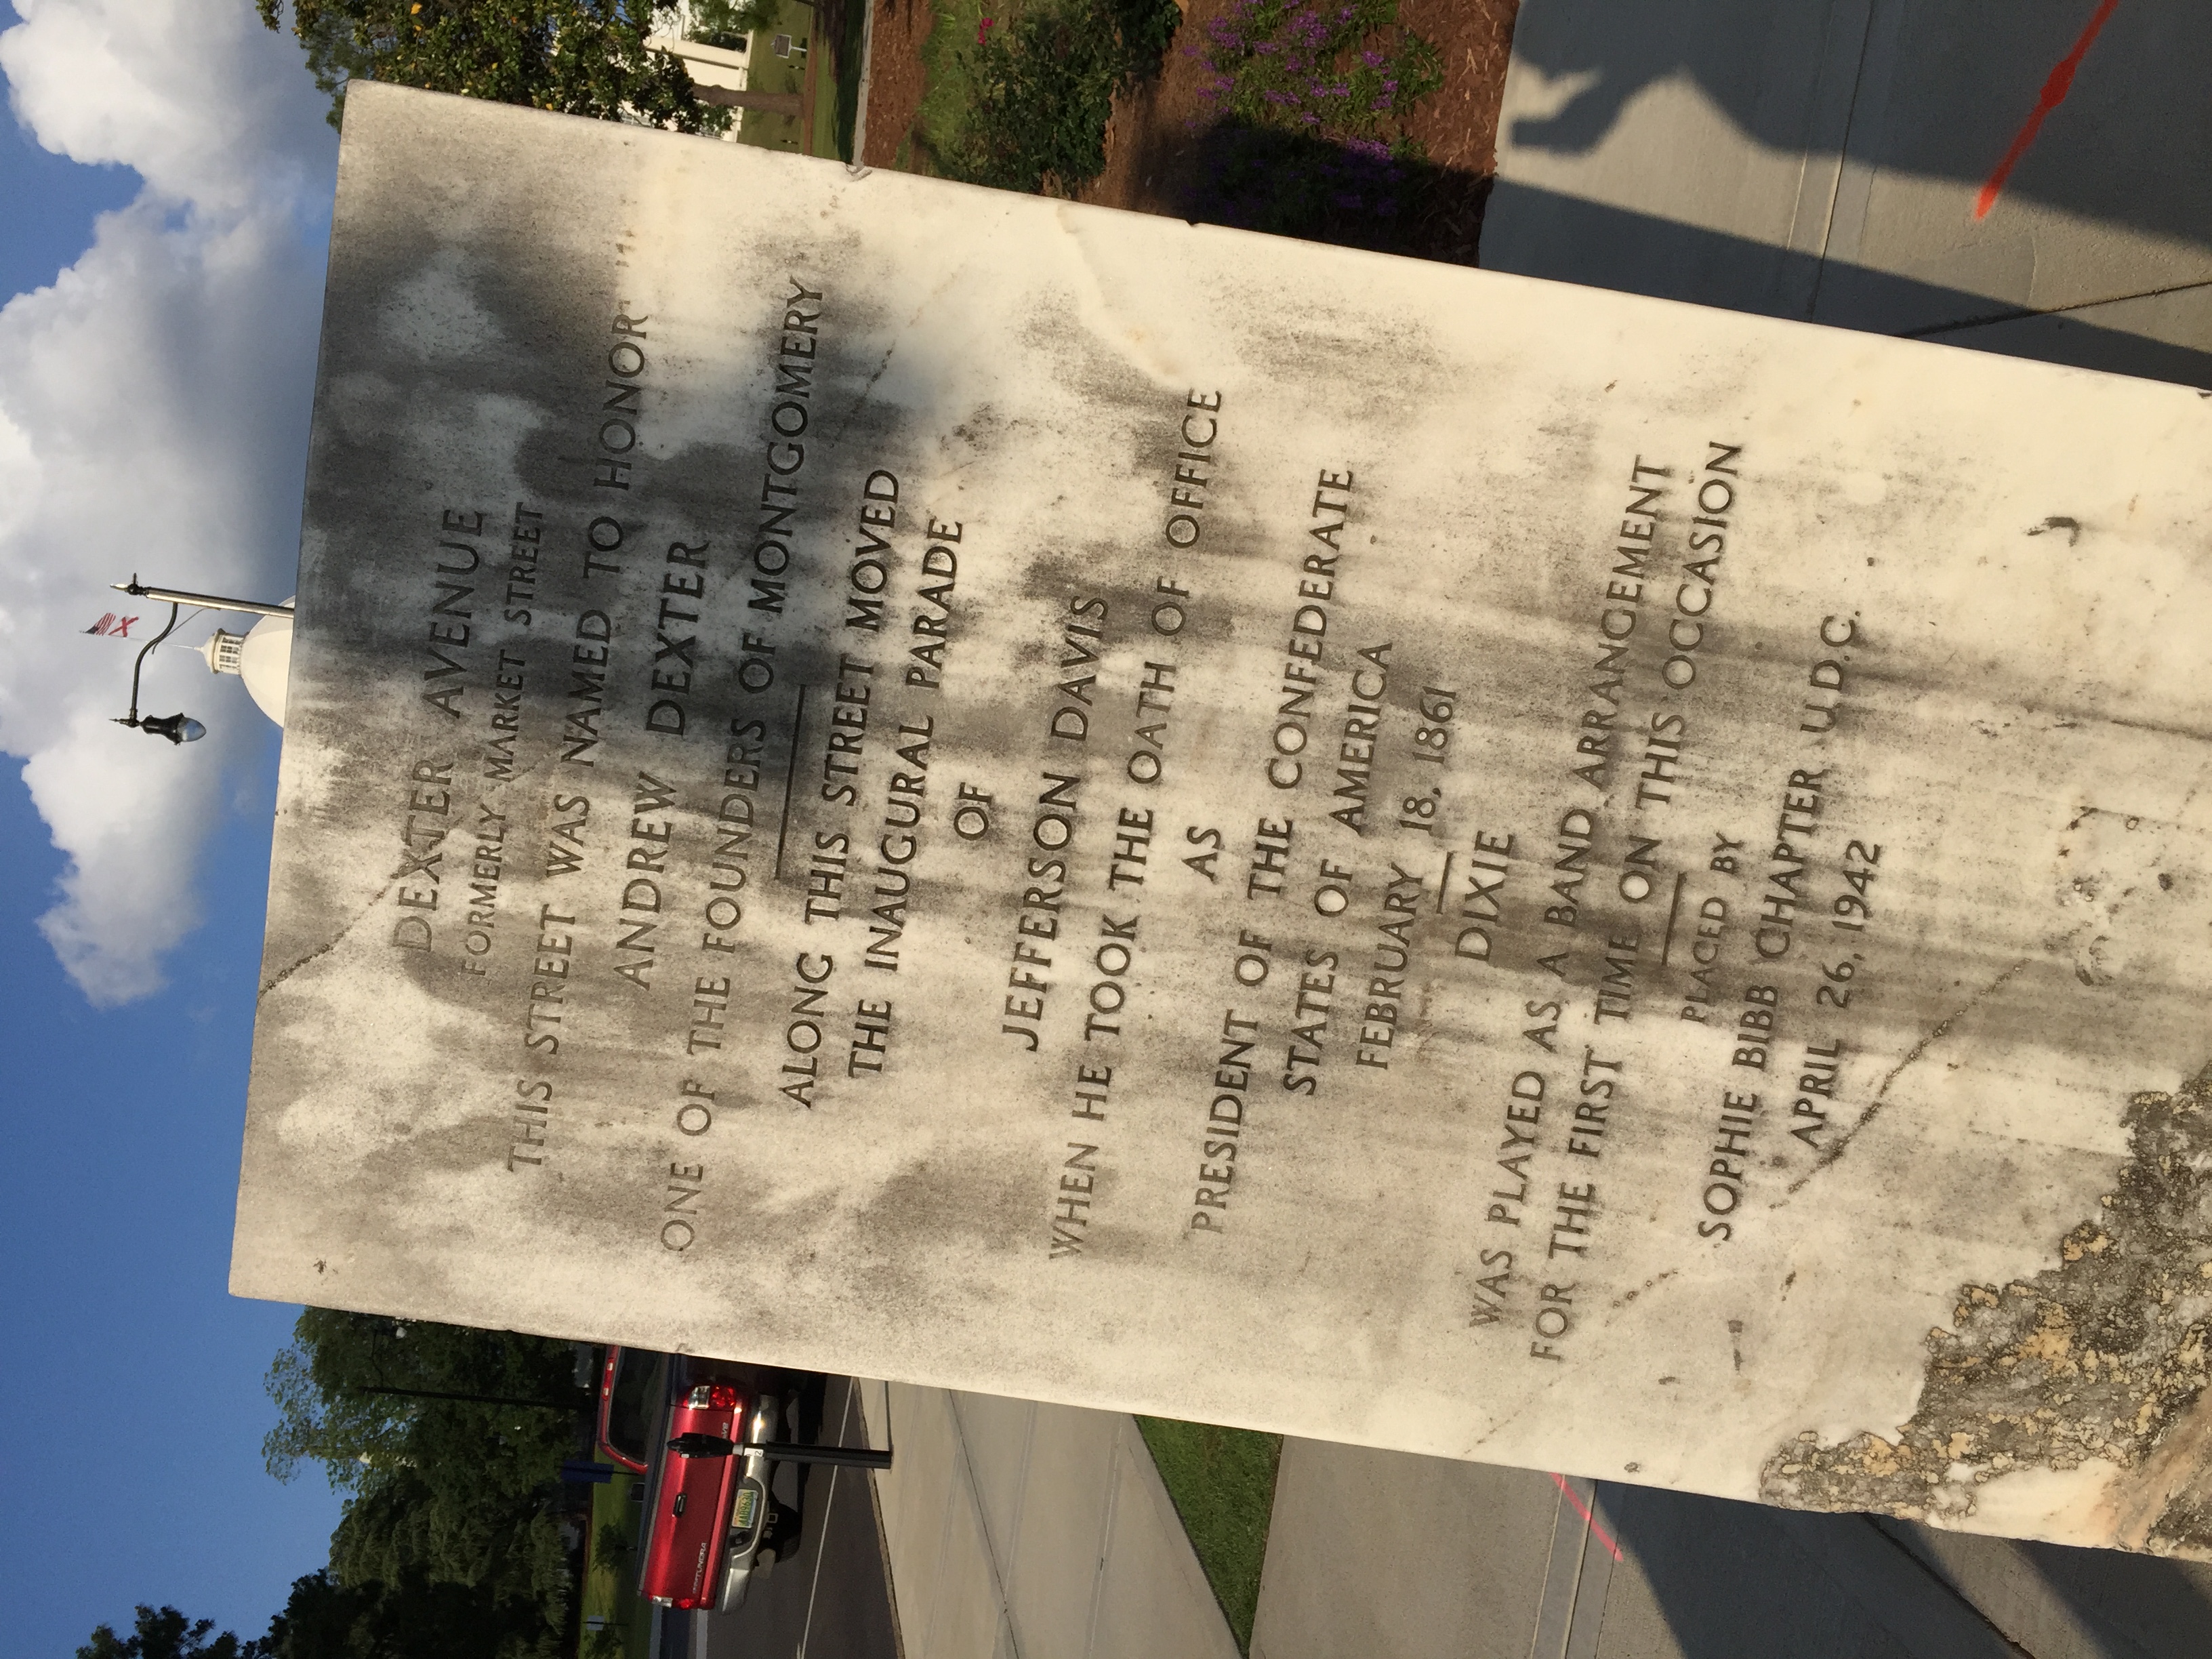 DEXTER AVENUE
FORMERLY MARKET STREET
THIS STREET WAS NAMED TO HONOR
ANDREW DEXTER
ONE OF THE FOUNDERS OF MONTGOMERY
ALONG THIS STREET MOVED
THE INAUGURAL PARADE
OF
JEFFERSON DAVIS
WHEN HE TOOK THE OATH OF OFFICE
AS
PRESIDENT OF THE CONFEDERATE
STATES OF AMERICA
FEBRUARY 18, 1861
DIXIE
WAS PLAYED AS A BAND ARRANGEMENT
FOR THE FIRST TIME ON THIS OCCASION
PLACED BY
SOPHIE BIBB CHAPTER U.D.C.
APRIL 26, 1942
TUNDRA